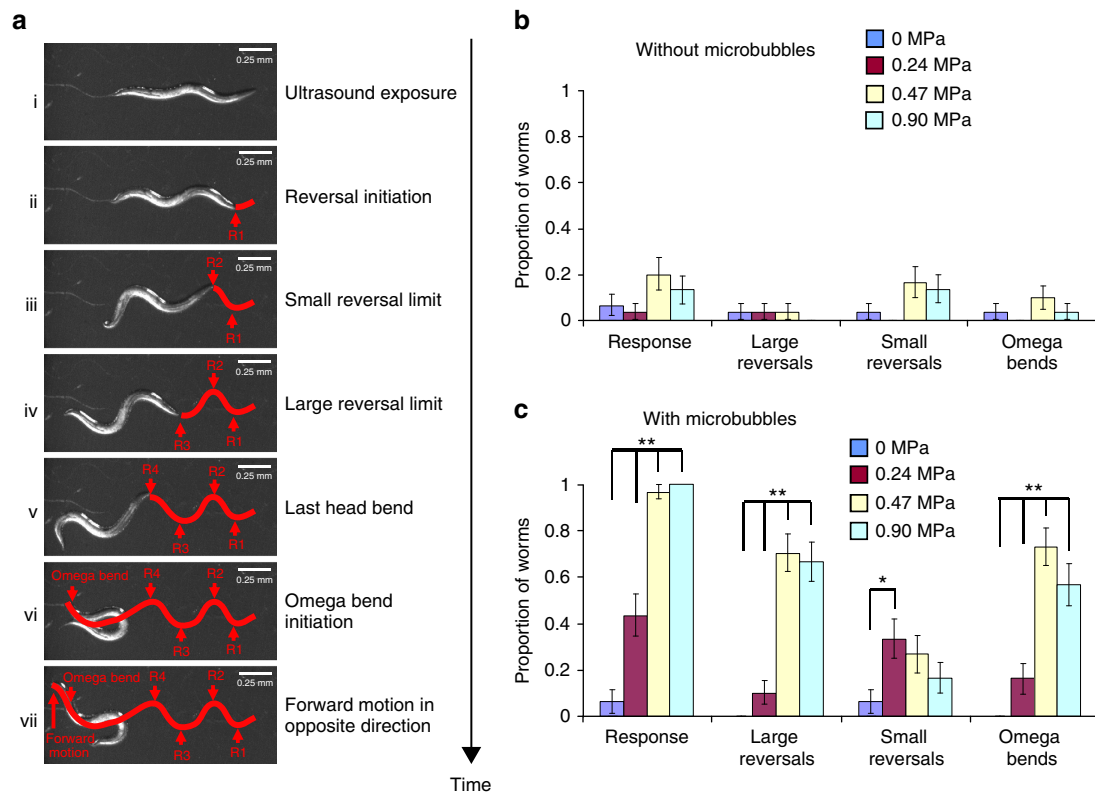 a
i
0.25 mm
Ultrasound exposure
ii
0.25 mm
R1
Reversal initiation
iii
0.25 mm
R2
R1
Small reversal limit
iv
0.25 mm
R2
R3
R1
Large reversal limit
v
0.25 mm
R4
R2
R3
R1
Last head bend
vi
0.25 mm
Omega bend
R4
R2
R3
R1
Omega bend
initiation
vii
0.25 mm
Omega bend
R4
R2
Forward
motion
R3
R1
Forward motion in
opposite direction
Time
b
Without microbubbles
0 MPa
0.24 MPa
0.47 MPa
0.90 MPa
Proportion of worms
1
0.8
0.6
0.4
0.2
0
Response
Large
reversals
Small
reversals
Omega
bends
c
With microbubbles
0 MPa
0.24 MPa
0.47 MPa
0.90 MPa
Proportion of worms
1
0.8
0.6
0.4
0.2
0
**
**
*
**
Response
Large
reversals
Small
reversals
Omega
bends